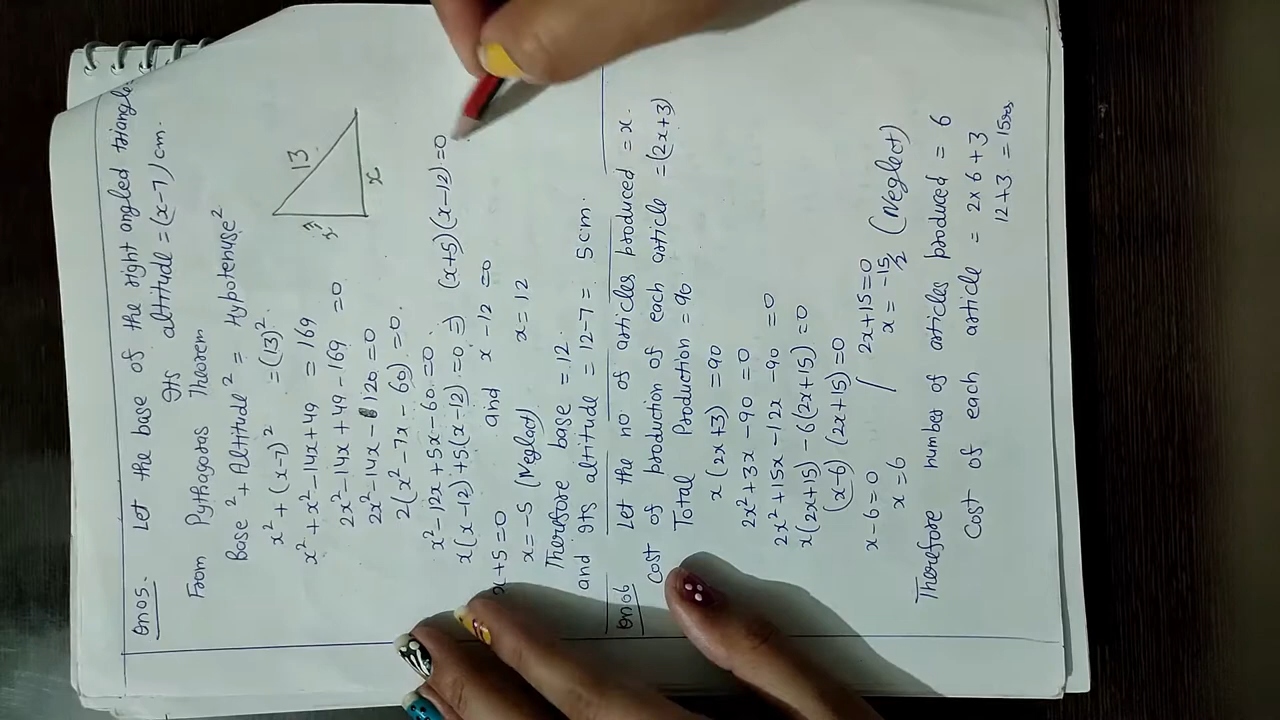 Qno5. Let the base of the right angled triangle
Its altitude = (x-7) cm.
From Pythagoras Theorem
Base² + Altitude² = Hypotenuse²
x² + (x-7)² = (13)².
x² + x² - 14x + 49 = 169
2x² - 14x + 49 - 169 = 0
2x² - 14x - 120 = 0
2(x² - 7x - 60) = 0.
13
x
x² - 12x + 5x - 60 = 0
x(x-12) + 5(x-12) = 0 ⇒ (x+5)(x-12) = 0
x+5 = 0 and x-12 = 0
x = -5 (Neglect) x = 12
Therefore base = 12
and its altitude = 12-7 = 5cm.
Qno6 Let the no of articles produced = x.
Cost of production of each article = (2x+3)
Total Production = 90
x(2x+3) = 90
2x² + 3x - 90 = 0
2x² + 15x - 12x - 90 = 0
x(2x+15) - 6(2x+15) = 0
(x-6) (2x+15) = 0
x-6 = 0 / 2x+15 = 0
x = 6 x = -15/2 (Neglect)
Therefore number of articles produced = 6
Cost of each article = 2x6+3
12+3 = 15rs